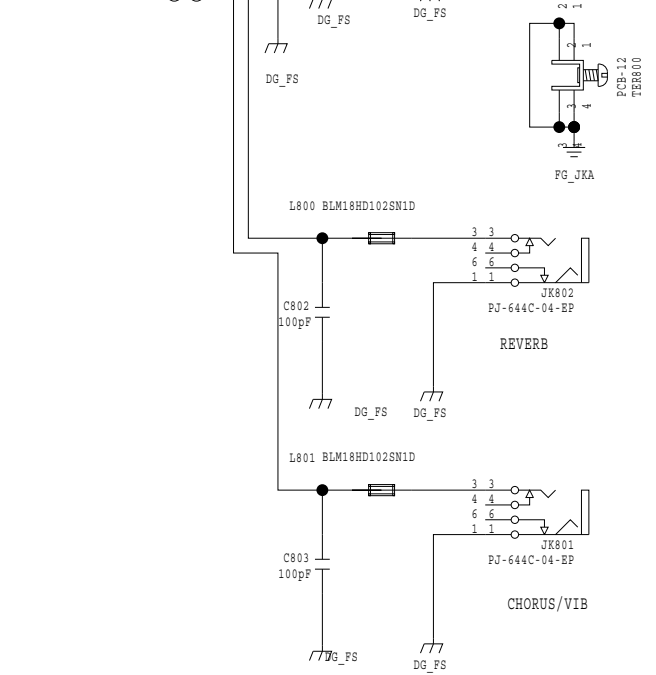 DG_FS
DG_FS
DG_FS
2 1
2 1
PCB-12
TER800
3 4
3 4
FG_JKA
L800 BLM18HD102SN1D
3 3
4 4
6 6
1 1
JK802
PJ-644C-04-EP
C802
100pF
REVERB
DG_FS
DG_FS
L801 BLM18HD102SN1D
3 3
4 4
6 6
1 1
JK801
PJ-644C-04-EP
C803
100pF
CHORUS/VIB
DG_FS
DG_FS